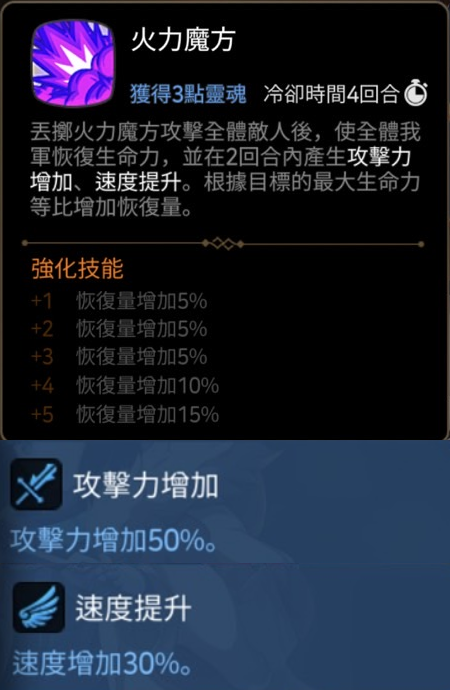 火力魔方
獲得3點靈魂 冷卻時間4回合
丟擲火力魔方攻擊全體敵人後，使全體我
軍恢復生命力，並在2回合內產生攻擊力
增加、速度提升。根據目標的最大生命力
等比增加恢復量。
強化技能
+1 恢復量增加5%
+2 恢復量增加5%
+3 恢復量增加5%
+4 恢復量增加10%
+5 恢復量增加15%
攻擊力增加
攻擊力增加50%。
速度提升
速度增加30%。